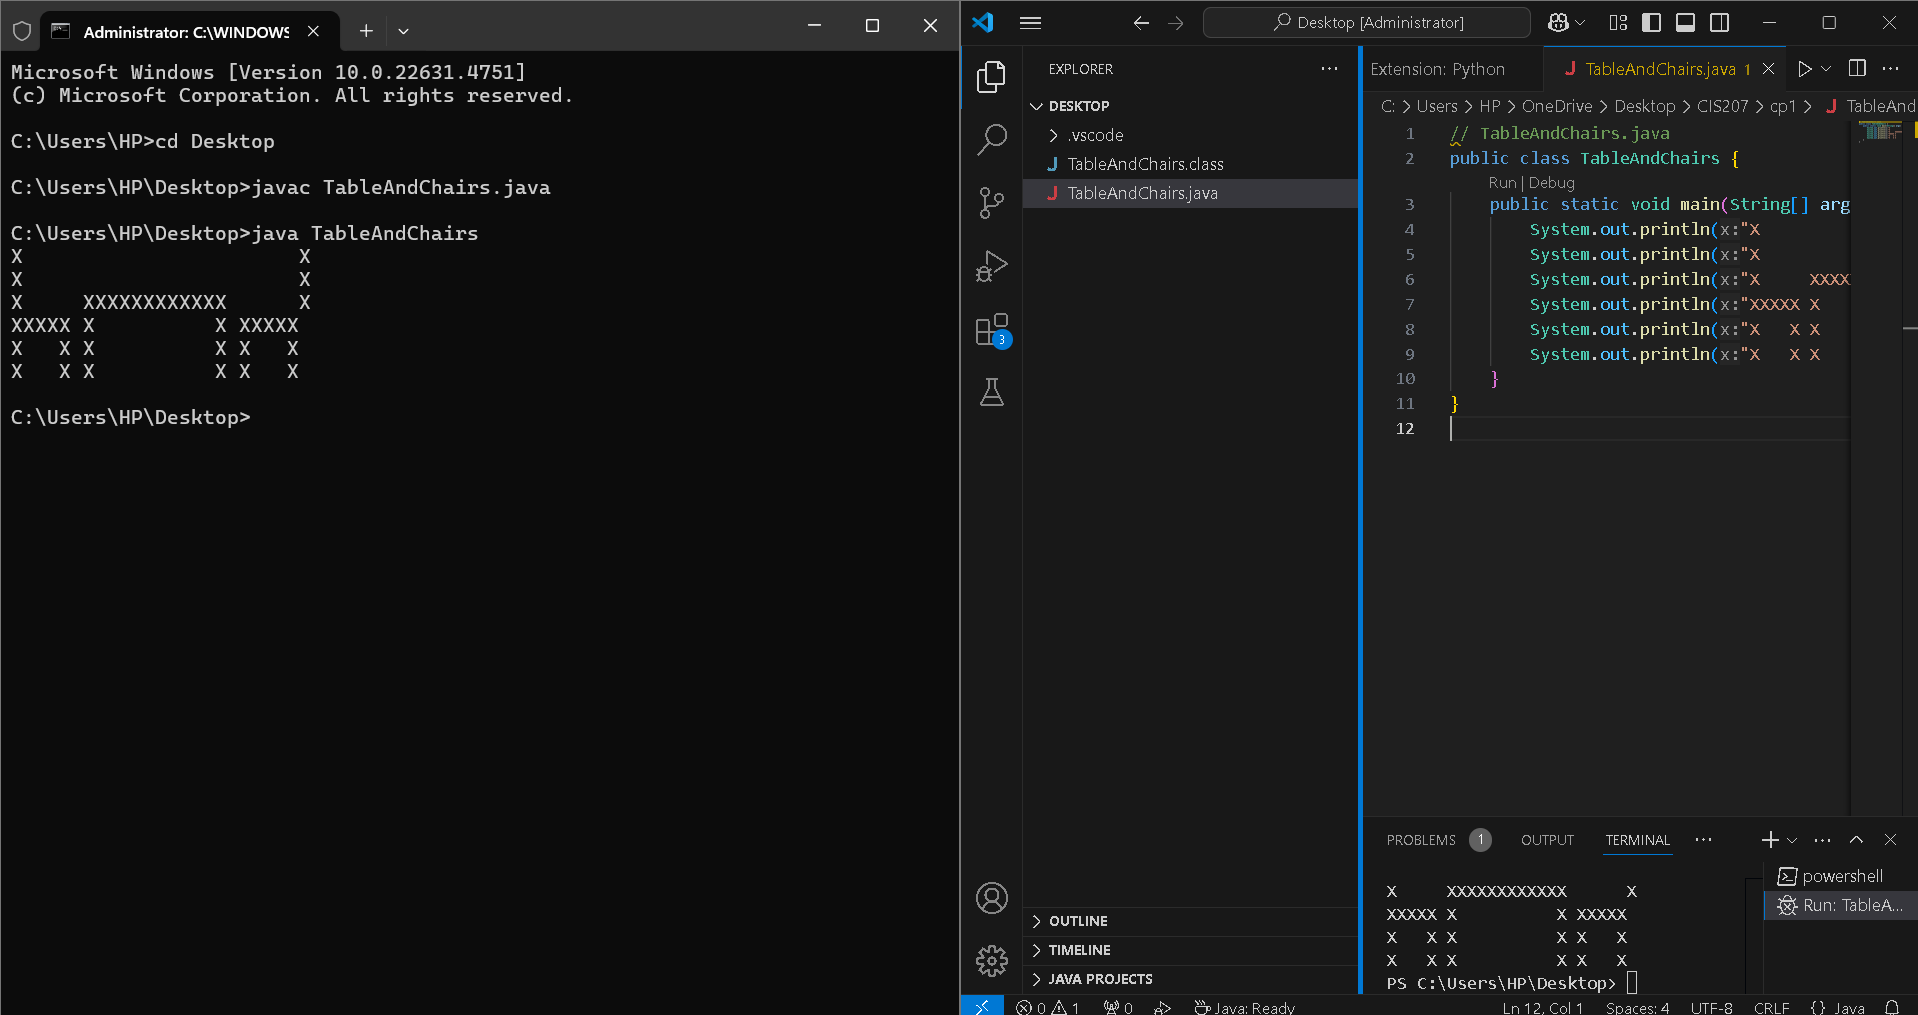 Administrator: C:\WINDOWS
Microsoft Windows [Version 10.0.22631.4751]
(c) Microsoft Corporation. All rights reserved.
C:\Users\HP>cd Desktop
C:\Users\HP\Desktop>javac TableAndChairs.java
C:\Users\HP\Desktop>java TableAndChairs
X                       X
X                       X
X     XXXXXXXXXXXX      X
XXXXX X          X XXXXX
X   X X          X X   X
X   X X          X X   X
C:\Users\HP\Desktop>
Desktop [Administrator]
EXPLORER
DESKTOP
.vscode
TableAndChairs.class
TableAndChairs.java
3
OUTLINE
TIMELINE
JAVA PROJECTS
Extension: Python
TableAndChairs.java 1
C: > Users > HP > OneDrive > Desktop > CIS207 > cp1 > TableAnd
1 // TableAndChairs.java
2 public class TableAndChairs {
Run | Debug
3 public static void main(String[] arg
4 System.out.println(x:"X
5 System.out.println(x:"X
6 System.out.println(x:"X     XXXX
7 System.out.println(x:"XXXXX X
8 System.out.println(x:"X   X X
9 System.out.println(x:"X   X X
10 }
11 }
12
PROBLEMS 1 OUTPUT TERMINAL
X     XXXXXXXXXXXX      X
XXXXX X          X XXXXX
X   X X          X X   X
X   X X          X X   X
PS C:\Users\HP\Desktop>
powershell
Run: TableA...
0 1 0 Java: Ready Ln 12, Col 1 Spaces: 4 UTF-8 CRLF {} Java